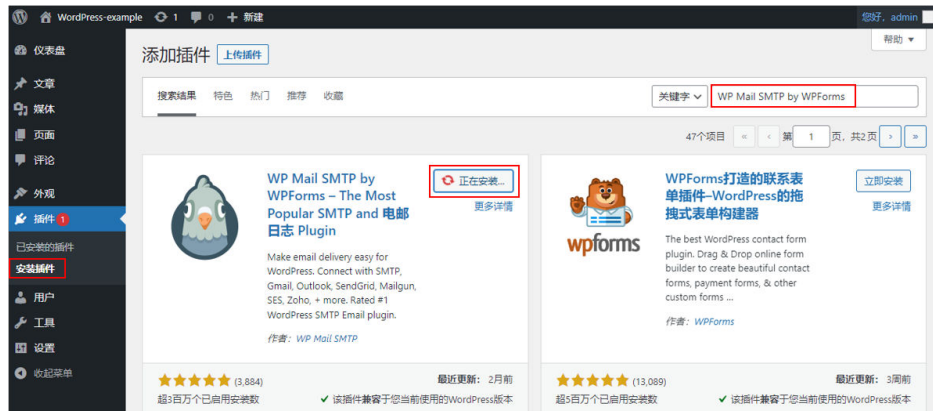 WordPress-example 1 0 新建 您好, admin
帮助
仪表盘
文章
媒体
页面
评论
外观
插件 1
已安装的插件
安装插件
用户
工具
设置
收起菜单
添加插件 上传插件
搜索结果 特色 热门 推荐 收藏 关键字 WP Mail SMTP by WPForms
47个项目 « ‹ 第 1 页, 共2页 › »
WP Mail SMTP by
WPForms – The Most
Popular SMTP and 电邮
日志 Plugin
正在安装...
更多详情
Make email delivery easy for
WordPress. Connect with SMTP,
Gmail, Outlook, SendGrid, Mailgun,
SES, Zoho, + more. Rated #1
WordPress SMTP Email plugin.
作者: WP Mail SMTP
(3,884)
超3百万个已启用安装数
最近更新: 2月前
该插件兼容于您当前使用的WordPress版本
wpforms
WPForms打造的联系表
单插件–WordPress的拖
拽式表单构建器
立即安装
更多详情
The best WordPress contact form
plugin. Drag & Drop online form
builder to create beautiful contact
forms, payment forms, & other
custom forms ...
作者: WPForms
(13,089)
超5百万个已启用安装数
最近更新: 3周前
该插件兼容于您当前使用的WordPress版本